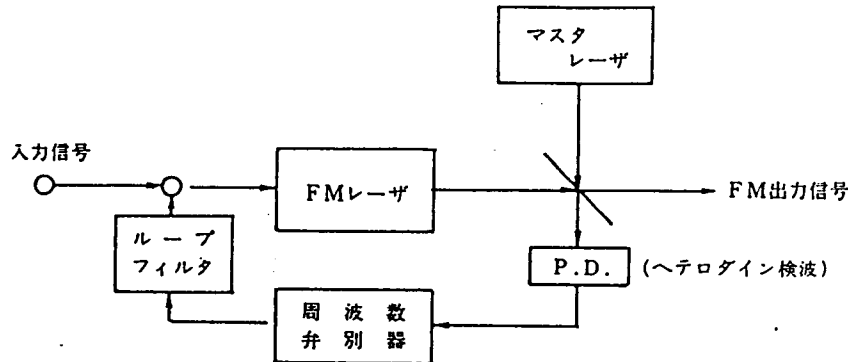 マスタ
レーザ
入力信号
FMレーザ
FM出力信号
ループ
フィルタ
P.D.
(ヘテロダイン検波)
周波数
弁別器